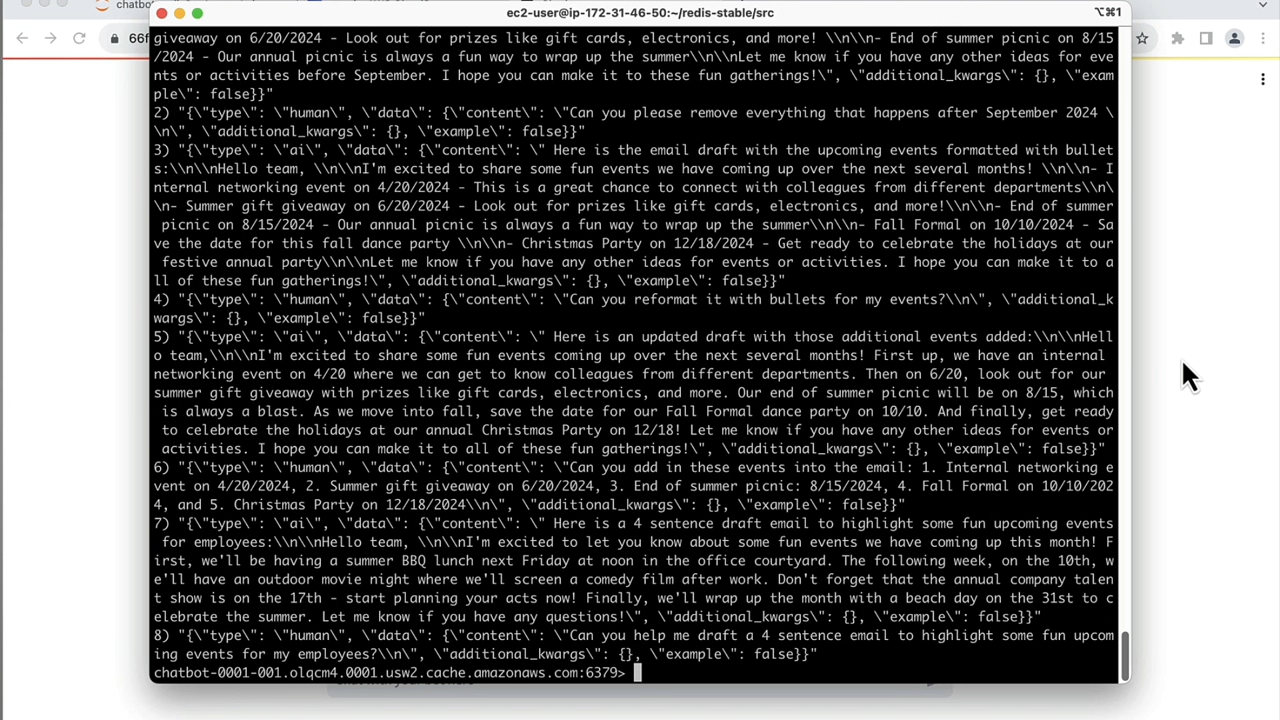 chatbot
ec2-user@ip-172-31-46-50:~/redis-stable/src
⌥⌘1
66f
giveaway on 6/20/2024 - Look out for prizes like gift cards, electronics, and more! \\n\\n- End of summer picnic on 8/15
/2024 - Our annual picnic is always a fun way to wrap up the summer\\n\\nLet me know if you have any other ideas for eve
nts or activities before September. I hope you can make it to these fun gatherings!\", \"additional_kwargs\": {}, \"exam
ple\": false}}"
2) "{\"type\": \"human\", \"data\": {\"content\": \"Can you please remove everything that happens after September 2024 \
\n\", \"additional_kwargs\": {}, \"example\": false}}"
3) "{\"type\": \"ai\", \"data\": {\"content\": \" Here is the email draft with the upcoming events formatted with bullet
s:\\n\\nHello team, \\n\\nI'm excited to share some fun events we have coming up over the next several months! \\n\\n- I
nternal networking event on 4/20/2024 - This is a great chance to connect with colleagues from different departments\\n\
\n- Summer gift giveaway on 6/20/2024 - Look out for prizes like gift cards, electronics, and more!\\n\\n- End of summer
picnic on 8/15/2024 - Our annual picnic is always a fun way to wrap up the summer\\n\\n- Fall Formal on 10/10/2024 - Sa
ve the date for this fall dance party \\n\\n- Christmas Party on 12/18/2024 - Get ready to celebrate the holidays at our
festive annual party\\n\\nLet me know if you have any other ideas for events or activities. I hope you can make it to a
ll of these fun gatherings!\", \"additional_kwargs\": {}, \"example\": false}}"
4) "{\"type\": \"human\", \"data\": {\"content\": \"Can you reformat it with bullets for my events?\\n\", \"additional_k
wargs\": {}, \"example\": false}}"
5) "{\"type\": \"ai\", \"data\": {\"content\": \" Here is an updated draft with those additional events added:\\n\\nHell
o team,\\n\\nI'm excited to share some fun events coming up over the next several months! First up, we have an internal
networking event on 4/20 where we can get to know colleagues from different departments. Then on 6/20, look out for our
summer gift giveaway with prizes like gift cards, electronics, and more. Our end of summer picnic will be on 8/15, which
is always a blast. As we move into fall, save the date for our Fall Formal dance party on 10/10. And finally, get ready
to celebrate the holidays at our annual Christmas Party on 12/18! Let me know if you have any other ideas for events or
activities. I hope you can make it to all of these fun gatherings!\", \"additional_kwargs\": {}, \"example\": false}}"
6) "{\"type\": \"human\", \"data\": {\"content\": \"Can you add in these events into the email: 1. Internal networking e
vent on 4/20/2024, 2. Summer gift giveaway on 6/20/2024, 3. End of summer picnic: 8/15/2024, 4. Fall Formal on 10/10/202
4, and 5. Christmas Party on 12/18/2024\\n\", \"additional_kwargs\": {}, \"example\": false}}"
7) "{\"type\": \"ai\", \"data\": {\"content\": \" Here is a 4 sentence draft email to highlight some fun upcoming events
for employees:\\n\\nHello team, \\n\\nI'm excited to let you know about some fun events we have coming up this month! F
irst, we'll be having a summer BBQ lunch next Friday at noon in the office courtyard. The following week, on the 10th, w
e'll have an outdoor movie night where we'll screen a comedy film after work. Don't forget that the annual company talen
t show is on the 17th - start planning your acts now! Finally, we'll wrap up the month with a beach day on the 31st to c
elebrate the summer. Let me know if you have any questions!\", \"additional_kwargs\": {}, \"example\": false}}"
8) "{\"type\": \"human\", \"data\": {\"content\": \"Can you help me draft a 4 sentence email to highlight some fun upcom
ing events for my employees?\\n\", \"additional_kwargs\": {}, \"example\": false}}"
chatbot-0001-001.olqcm4.0001.usw2.cache.amazonaws.com:6379>